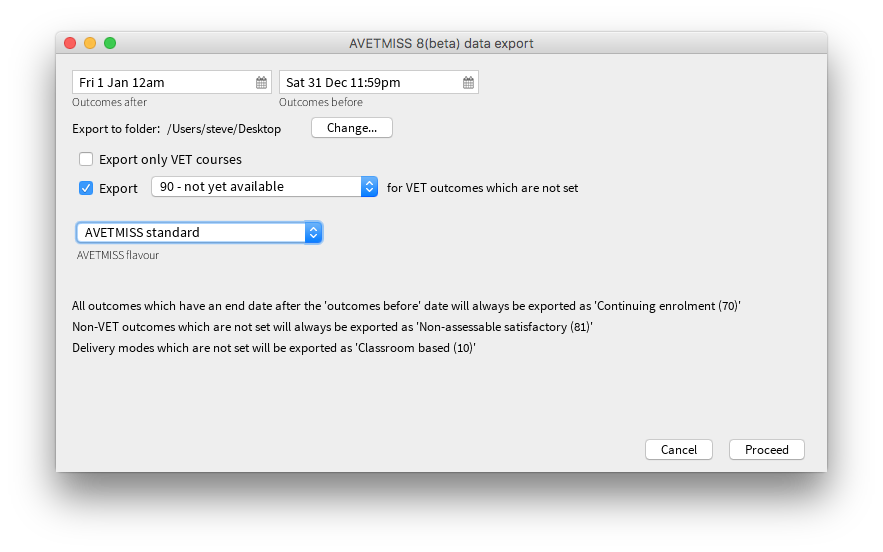 AVETMISS 8(beta) data export
Fri 1 Jan 12am Sat 31 Dec 11:59pm
Outcomes after Outcomes before
Export to folder: /Users/steve/Desktop Change...
Export only VET courses
Export 90 - not yet available for VET outcomes which are not set
AVETMISS standard
AVETMISS flavour
All outcomes which have an end date after the 'outcomes before' date will always be exported as 'Continuing enrolment (70)'
Non-VET outcomes which are not set will always be exported as 'Non-assessable satisfactory (81)'
Delivery modes which are not set will be exported as 'Classroom based (10)'
Cancel Proceed